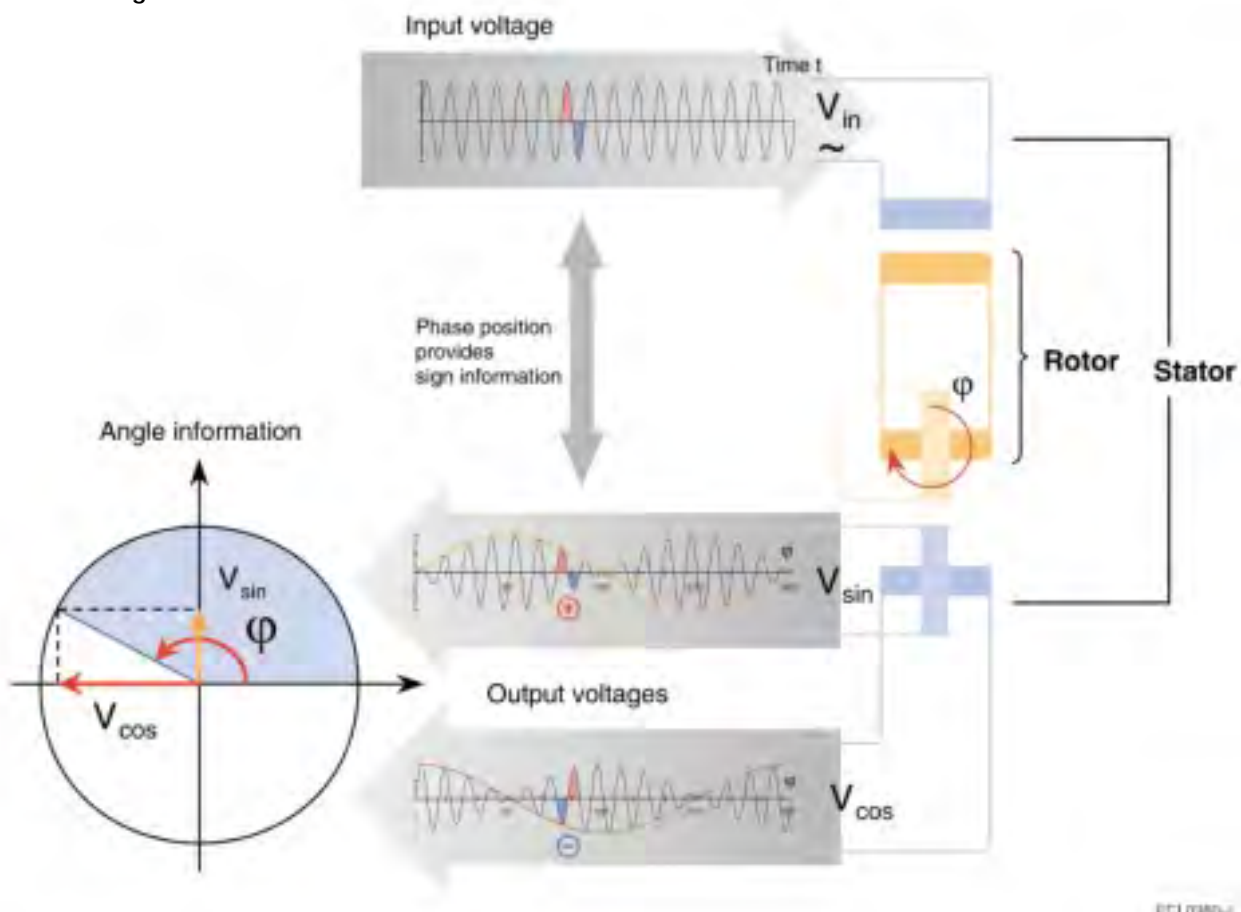 Input voltage
Time t
V in
~
Phase position
provides
sign information
Rotor
Stator
φ
Angle information
V sin
φ
V cos
φ
+
V sin
Output voltages
φ
−
V cos